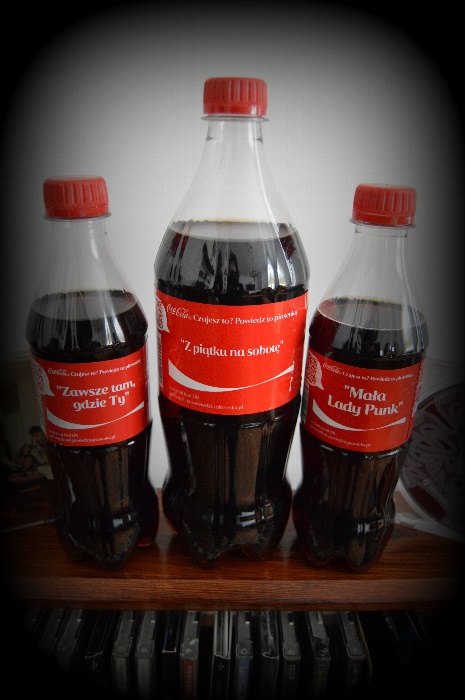 Coca-Cola. Czujesz to? Powiedz to piosenką
"Zawsze tam,
gdzie Ty"
Coca-Cola. Czujesz to? Powiedz to piosenką
"Z piątku na sobotę"
Coca-Cola. Czujesz to? Powiedz to piosenką
"Mała
Lady Punk"